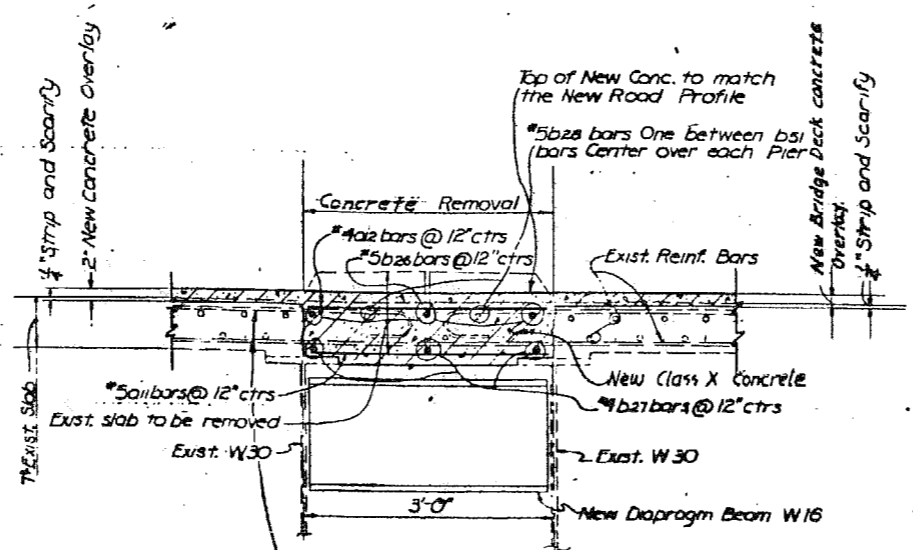 Top of New Conc. to match
the New Road Profile
#5b28 bars One between b51
bars Center over each Pier
¼" Strip and Scarify
2" New Concrete Overlay
New Bridge Deck concrete
Overlay
¼" Strip and Scarify
Concrete Removal
#4a12 bars @ 12" ctrs
#5b26 bars @ 12" ctrs
Exist. Reinf. Bars
7" Exist. Slab
#5a11 bars @ 12" ctrs
Exist. slab to be removed
Exist. W30
New Class X Concrete
#4b27 bars @ 12" ctrs
Exist. W30
3'-0"
New Diapragm Beam W16